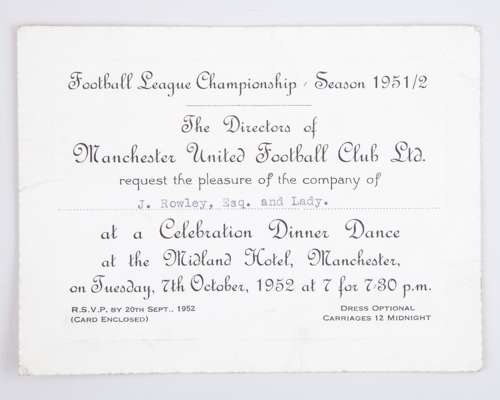 Football League Championship - Season 1951/2
The Directors of
Manchester United Football Club Ltd.
request the pleasure of the company of
J. Rowley, Esq. and Lady.
at a Celebration Dinner Dance
at the Midland Hotel, Manchester,
on Tuesday, 7th October, 1952 at 7 for 7-30 p.m.
R.S.V.P. BY 20TH SEPT., 1952
(CARD ENCLOSED)
DRESS OPTIONAL
CARRIAGES 12 MIDNIGHT